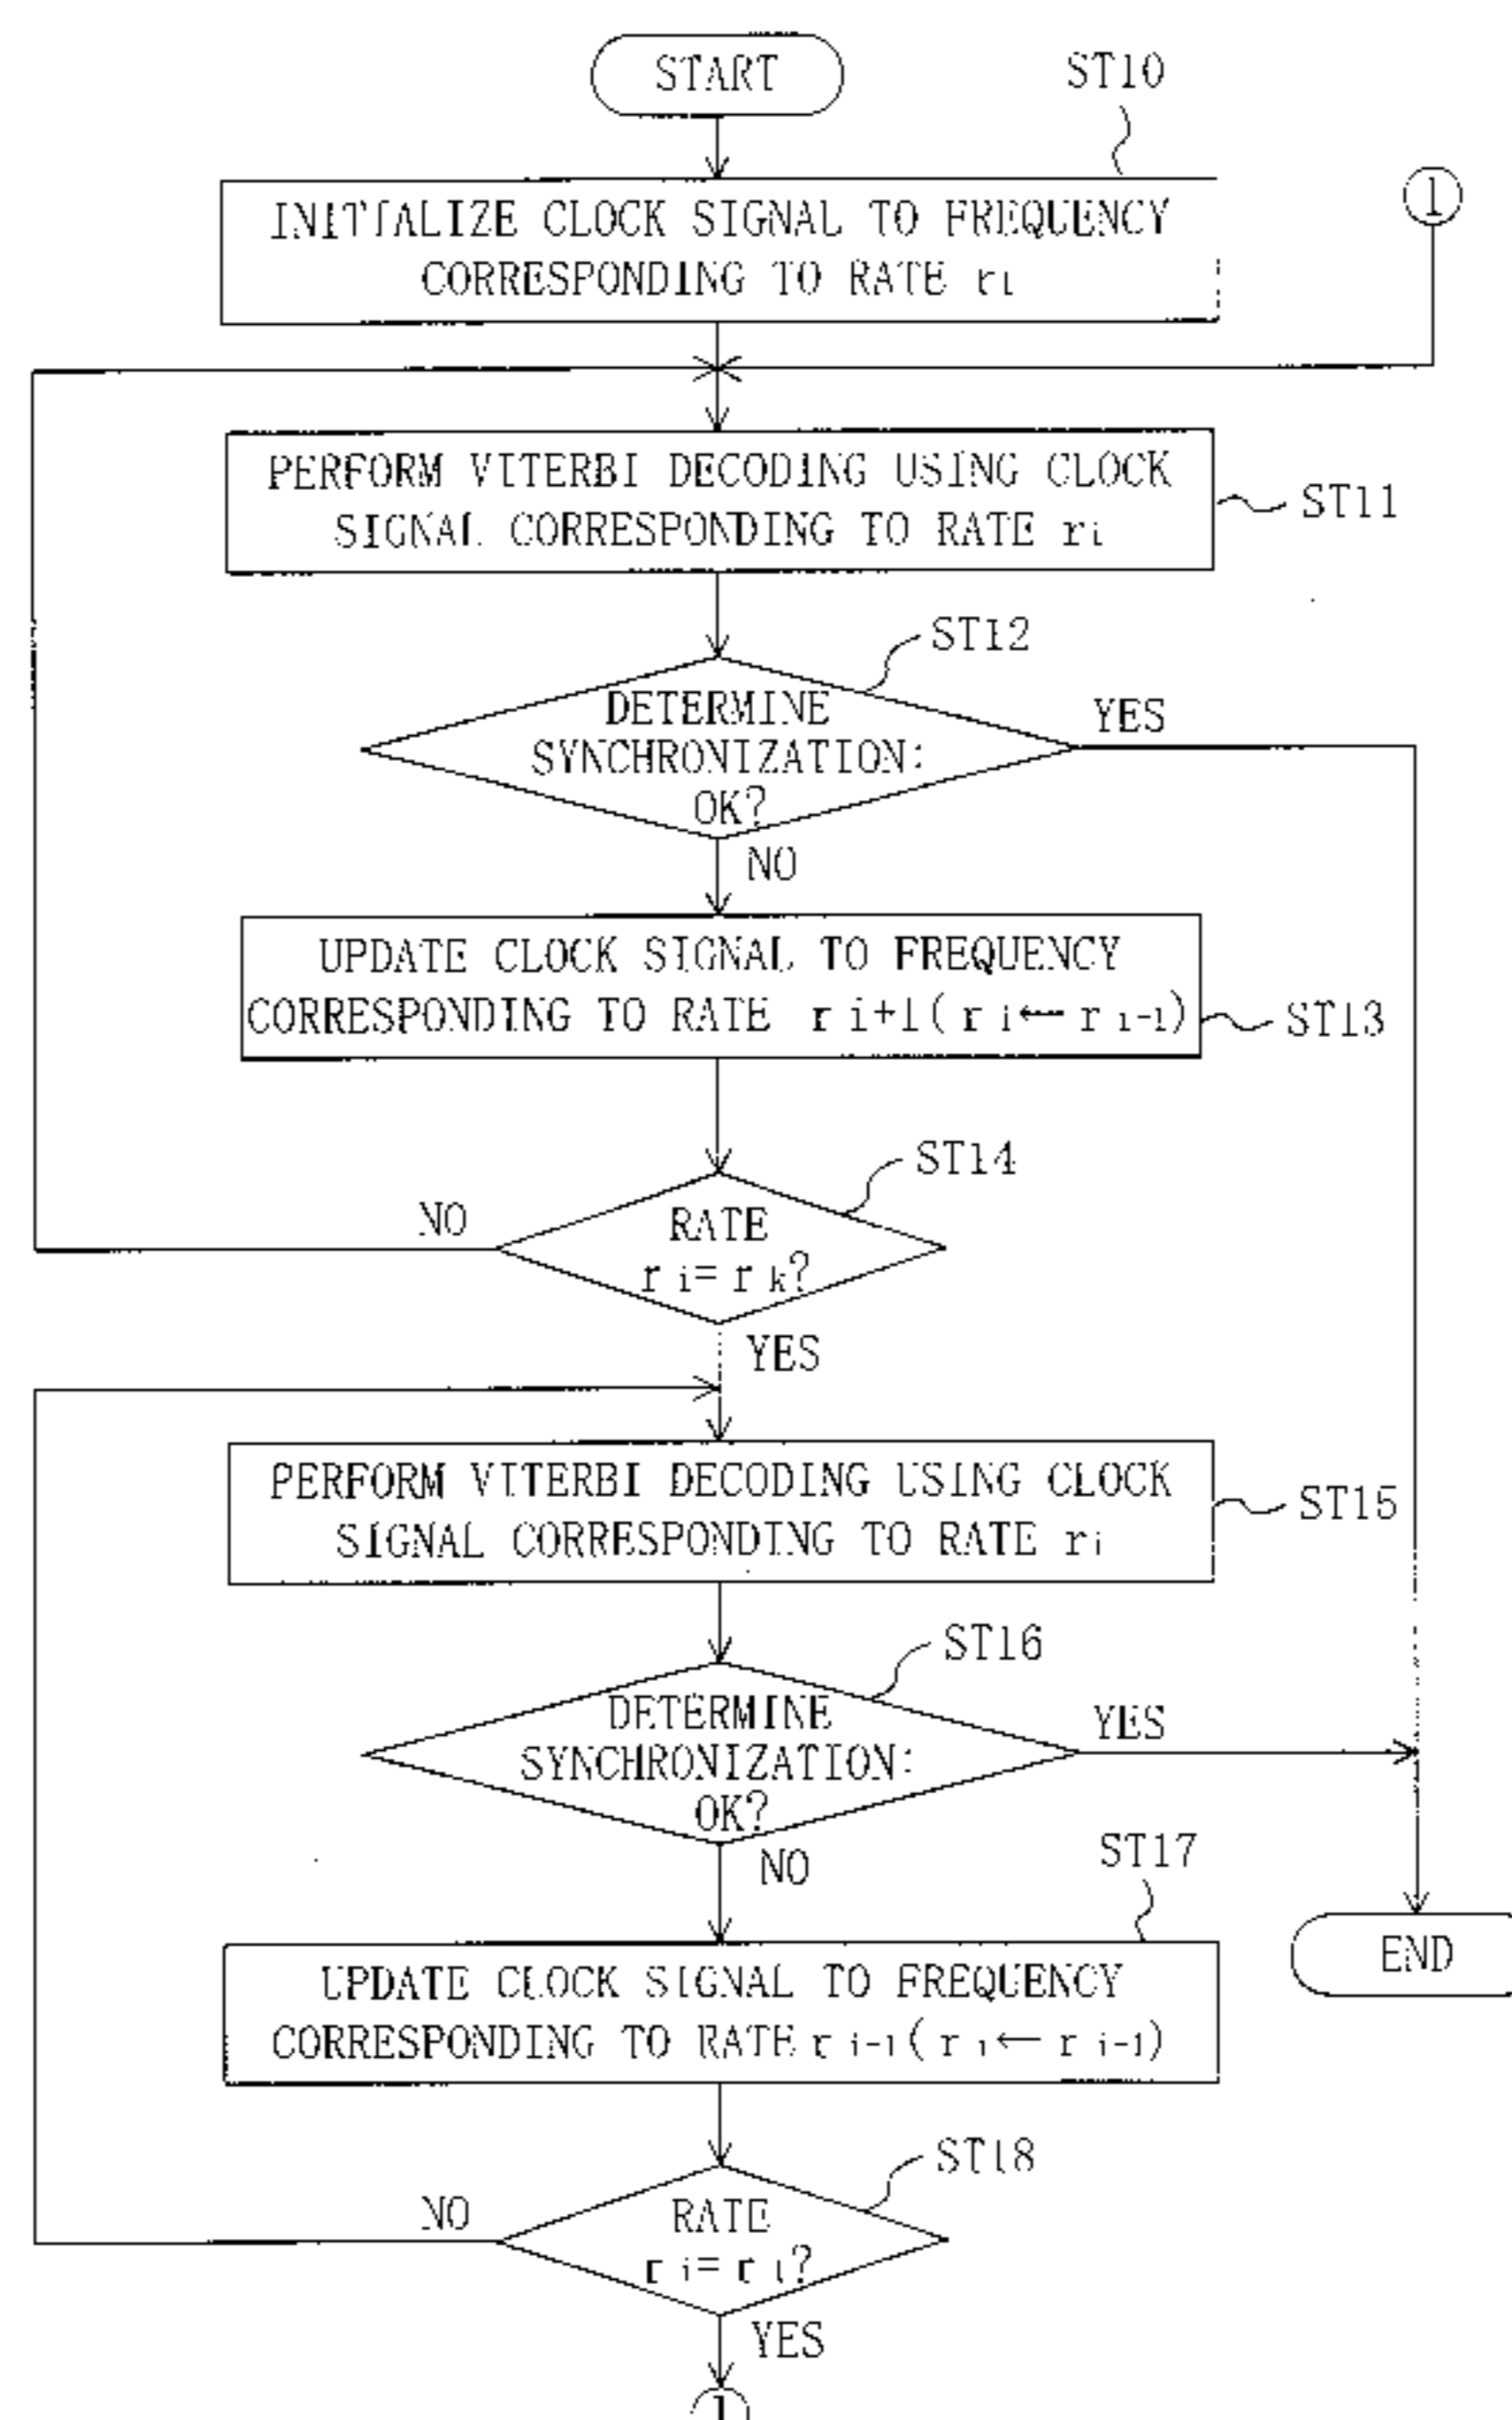 START
ST10
INITIALIZE CLOCK SIGNAL TO FREQUENCY
CORRESPONDING TO RATE ri
1
PERFORM VITERBI DECODING USING CLOCK
SIGNAL CORRESPONDING TO RATE ri
ST11
ST12
DETERMINE
SYNCHRONIZATION:
OK?
YES
NO
UPDATE CLOCK SIGNAL TO FREQUENCY
CORRESPONDING TO RATE r i+1(r i← r i-1)
ST13
ST14
RATE
r i= r k?
NO
YES
PERFORM VITERBI DECODING USING CLOCK
SIGNAL CORRESPONDING TO RATE ri
ST15
ST16
DETERMINE
SYNCHRONIZATION:
OK?
YES
NO
ST17
UPDATE CLOCK SIGNAL TO FREQUENCY
CORRESPONDING TO RATE r i-1(r i← r i-1)
END
ST18
RATE
NO
YES
1